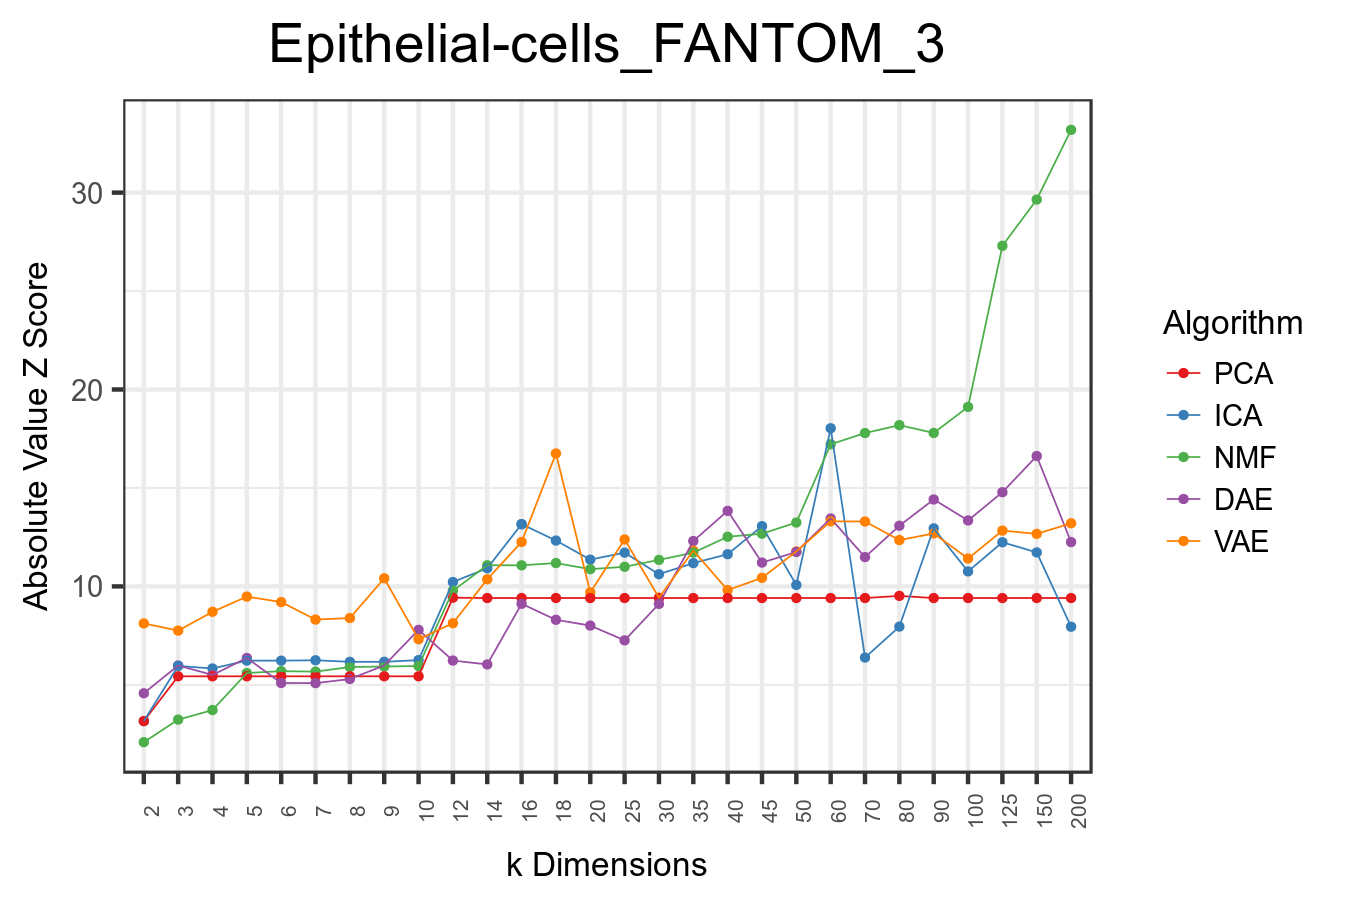 Epithelial-cells_FANTOM_3
Absolute Value Z Score
30
20
10
2 3 4 5 6 7 8 9 10 12 14 16 18 20 25 30 35 40 45 50 60 70 80 90 100 125 150 200
k Dimensions
Algorithm
PCA
ICA
NMF
DAE
VAE